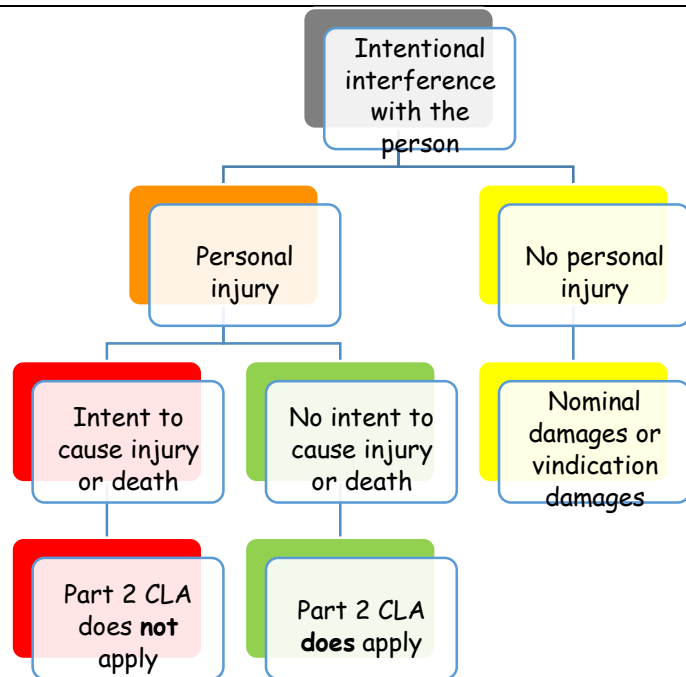 Intentional
interference
with the
person
Personal
injury
No personal
injury
Intent to
cause injury
or death
No intent to
cause injury
or death
Nominal
damages or
vindication
damages
Part 2 CLA
does not
apply
Part 2 CLA
does apply